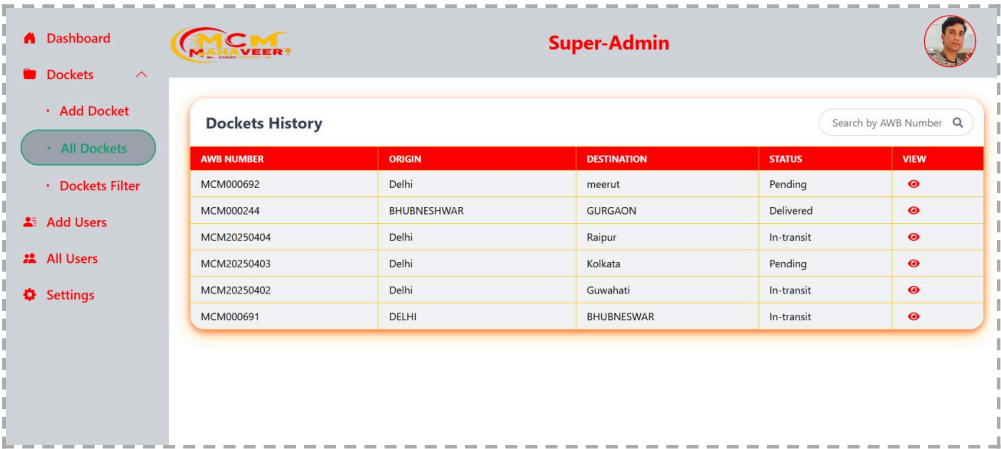 Dashboard
Dockets
Add Docket
All Dockets
Dockets Filter
Add Users
All Users
Settings
MCM
MAHAVEER
Super-Admin
Dockets History
Search by AWB Number
AWB NUMBER ORIGIN DESTINATION STATUS VIEW
MCM000692 Delhi meerut Pending
MCM000244 BHUBNESHWAR GURGAON Delivered
MCM20250404 Delhi Raipur In-transit
MCM20250403 Delhi Kolkata Pending
MCM20250402 Delhi Guwahati In-transit
MCM000691 DELHI BHUBNESWAR In-transit